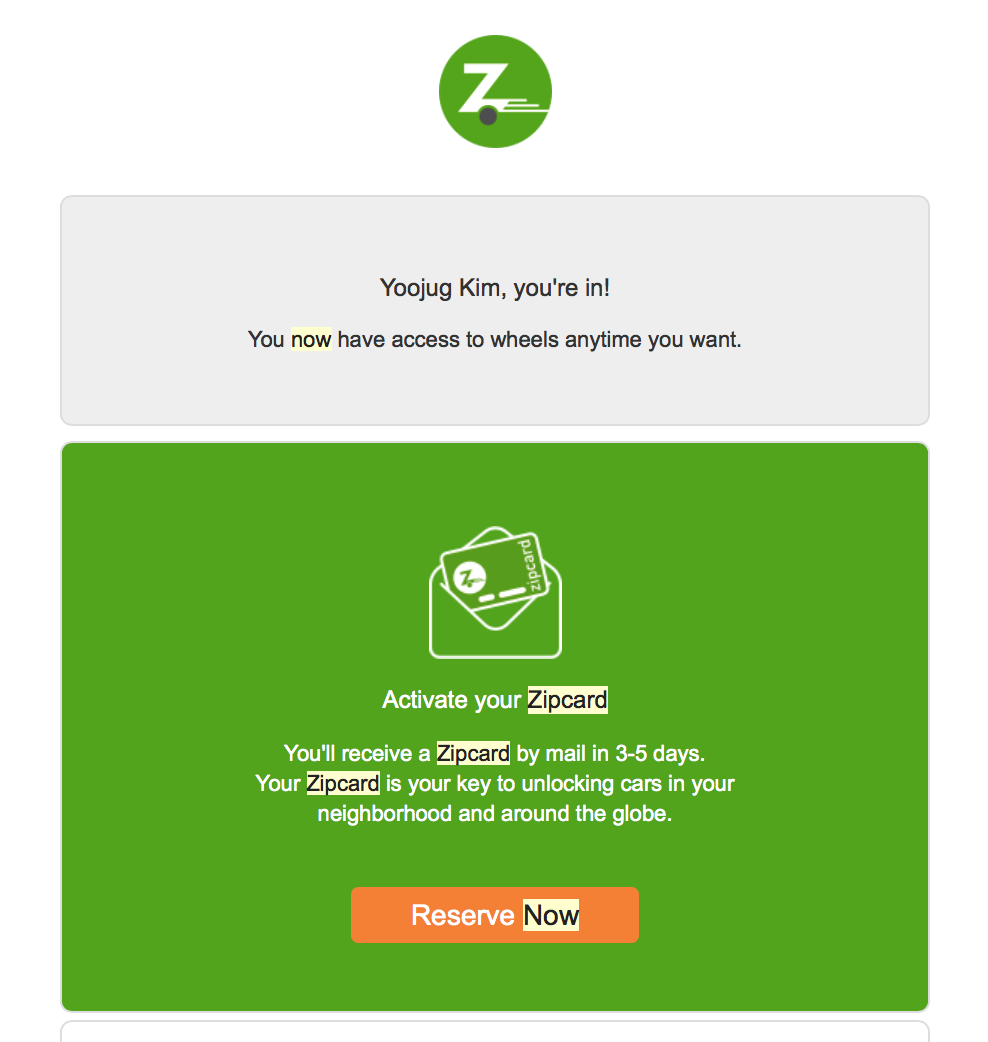 Z
Yoojug Kim, you're in!
You now have access to wheels anytime you want.
Z
zipcard
Activate your Zipcard
You'll receive a Zipcard by mail in 3-5 days.
Your Zipcard is your key to unlocking cars in your
neighborhood and around the globe.
Reserve Now